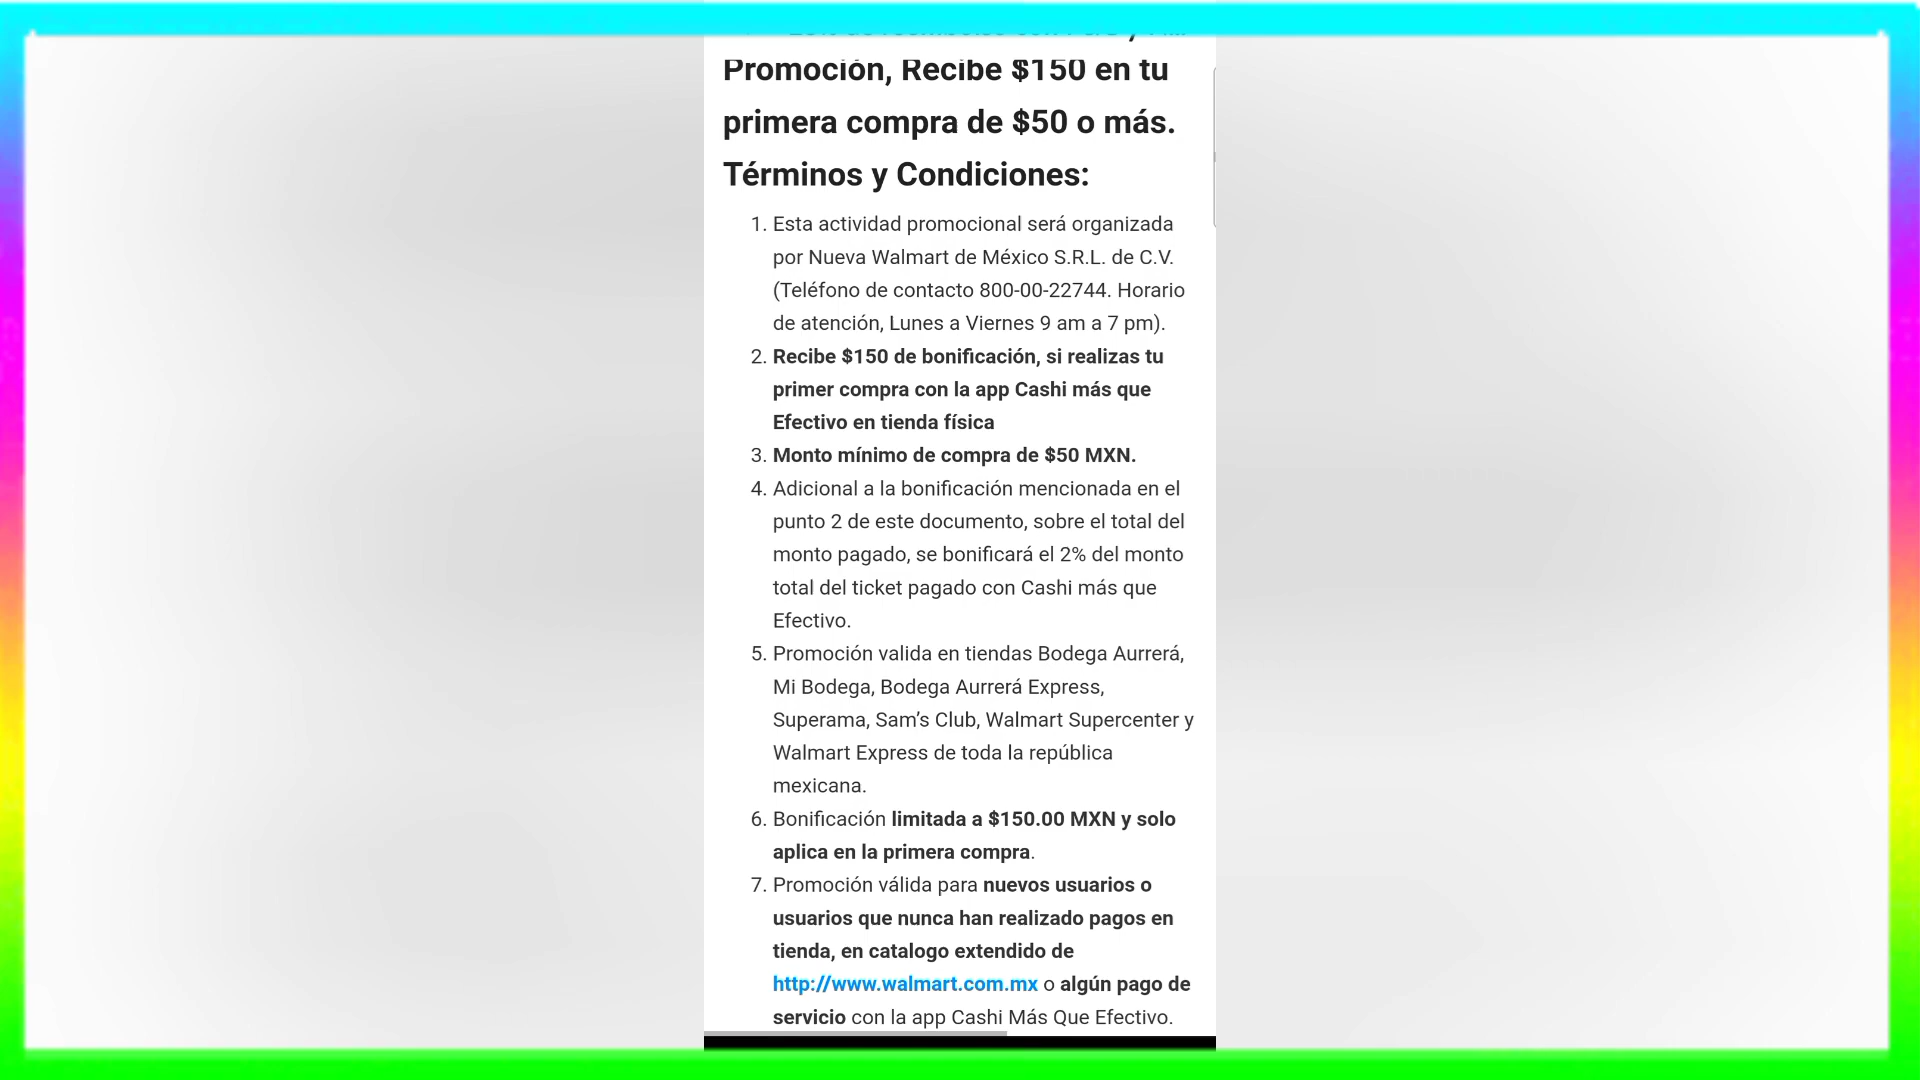 Promoción, Recibe $150 en tu
primera compra de $50 o más.
Términos y Condiciones:
1. Esta actividad promocional será organizada
por Nueva Walmart de México S.R.L. de C.V.
(Teléfono de contacto 800-00-22744. Horario
de atención, Lunes a Viernes 9 am a 7 pm).
2. Recibe $150 de bonificación, si realizas tu
primer compra con la app Cashi más que
Efectivo en tienda física
3. Monto mínimo de compra de $50 MXN.
4. Adicional a la bonificación mencionada en el
punto 2 de este documento, sobre el total del
monto pagado, se bonificará el 2% del monto
total del ticket pagado con Cashi más que
Efectivo.
5. Promoción valida en tiendas Bodega Aurrerá,
Mi Bodega, Bodega Aurrerá Express,
Superama, Sam’s Club, Walmart Supercenter y
Walmart Express de toda la república
mexicana.
6. Bonificación limitada a $150.00 MXN y solo
aplica en la primera compra.
7. Promoción válida para nuevos usuarios o
usuarios que nunca han realizado pagos en
tienda, en catalogo extendido de
http://www.walmart.com.mx o algún pago de
servicio con la app Cashi Más Que Efectivo.